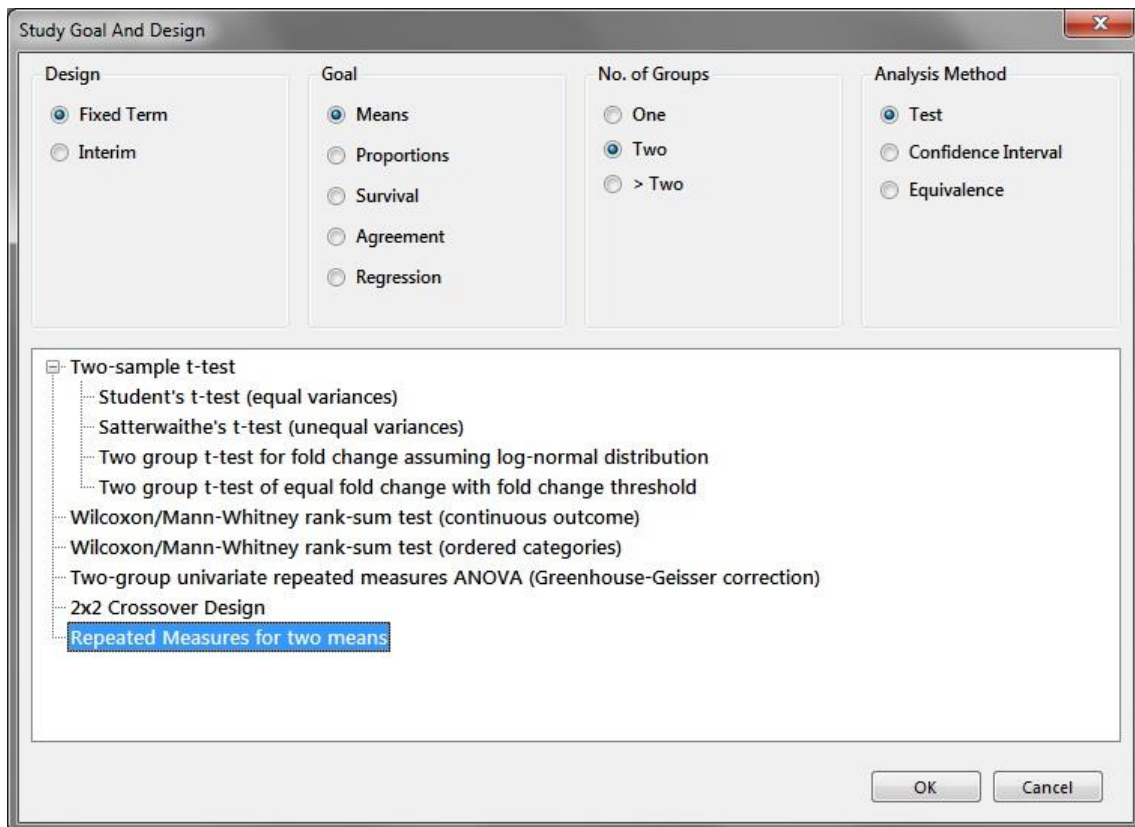 Study Goal And Design
Design
Fixed Term
Interim
Goal
Means
Proportions
Survival
Agreement
Regression
No. of Groups
One
Two
> Two
Analysis Method
Test
Confidence Interval
Equivalence
Two-sample t-test
Student's t-test (equal variances)
Satterwaithe's t-test (unequal variances)
Two group t-test for fold change assuming log-normal distribution
Two group t-test of equal fold change with fold change threshold
Wilcoxon/Mann-Whitney rank-sum test (continuous outcome)
Wilcoxon/Mann-Whitney rank-sum test (ordered categories)
Two-group univariate repeated measures ANOVA (Greenhouse-Geisser correction)
2x2 Crossover Design
Repeated Measures for two means
OK
Cancel